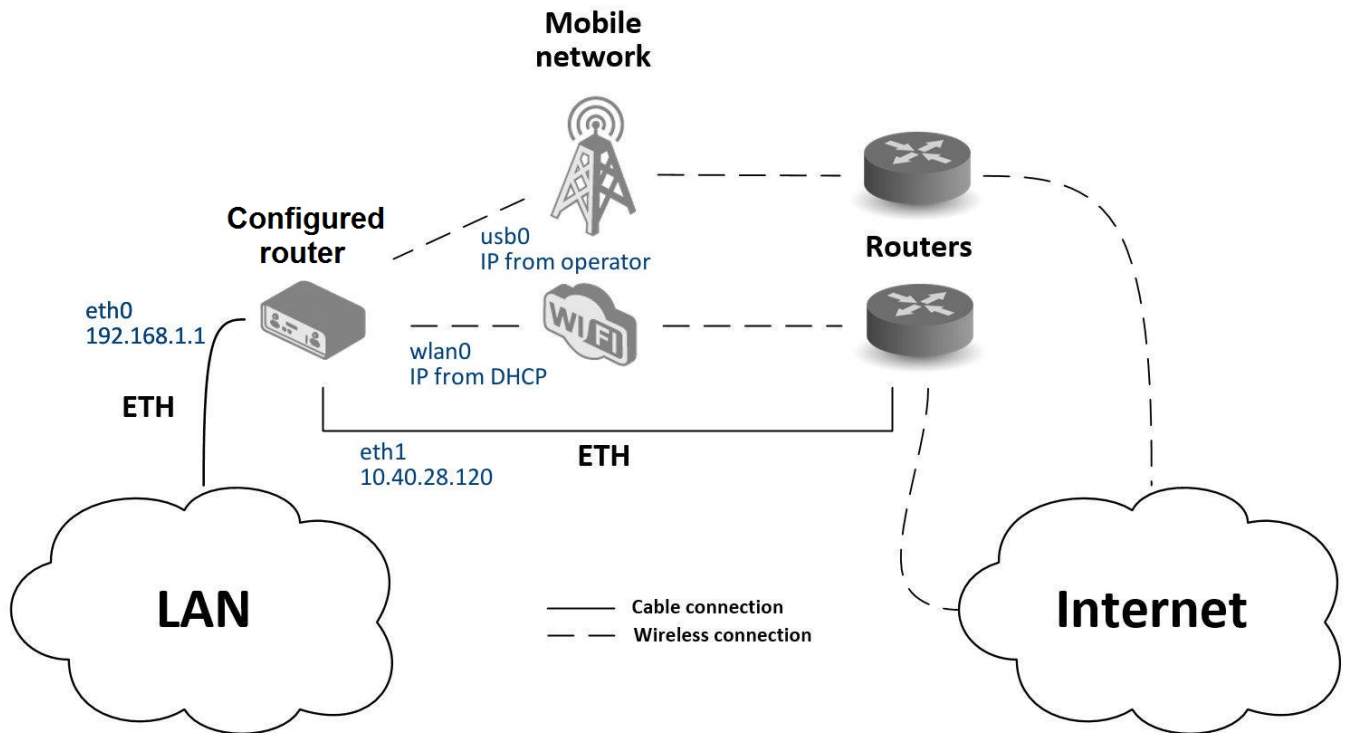 Mobile
network
Configured
router
usb0
IP from operator
Routers
eth0
192.168.1.1
WI FI
wlan0
IP from DHCP
ETH
eth1
10.40.28.120
ETH
LAN
Internet
Cable connection
Wireless connection